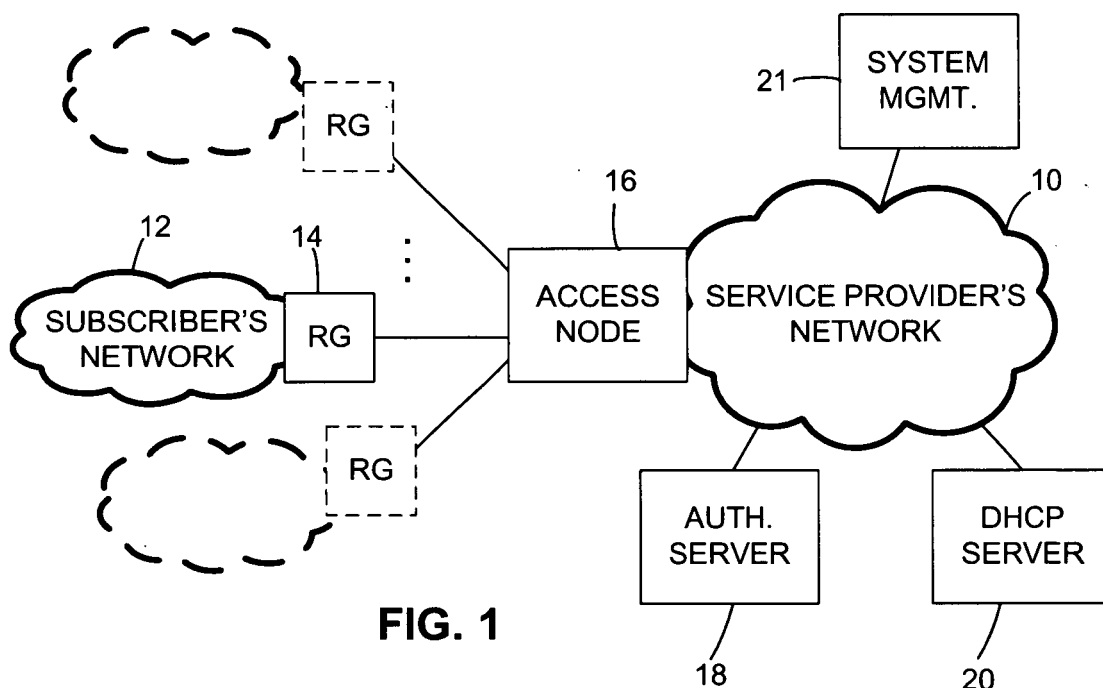 21
SYSTEM
MGMT.
RG
16
10
12
14
SUBSCRIBER'S
NETWORK
RG
ACCESS
NODE
SERVICE PROVIDER'S
NETWORK
RG
AUTH.
SERVER
DHCP
SERVER
FIG. 1
18
20